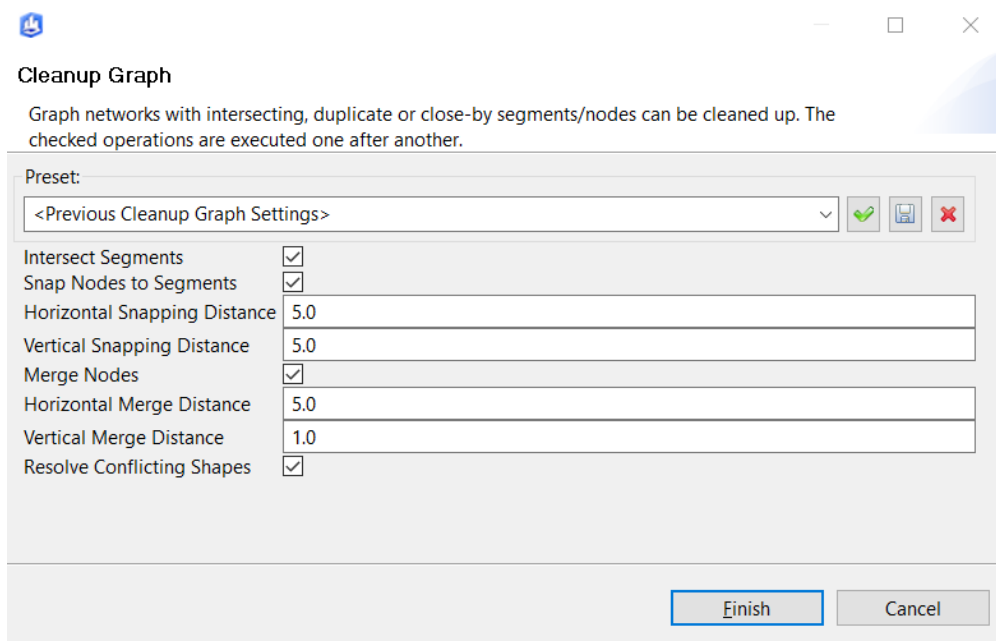 Cleanup Graph
Graph networks with intersecting, duplicate or close-by segments/nodes can be cleaned up. The
checked operations are executed one after another.
Preset:
<Previous Cleanup Graph Settings>
Intersect Segments
Snap Nodes to Segments
Horizontal Snapping Distance 5.0
Vertical Snapping Distance 5.0
Merge Nodes
Horizontal Merge Distance 5.0
Vertical Merge Distance 1.0
Resolve Conflicting Shapes
Finish Cancel